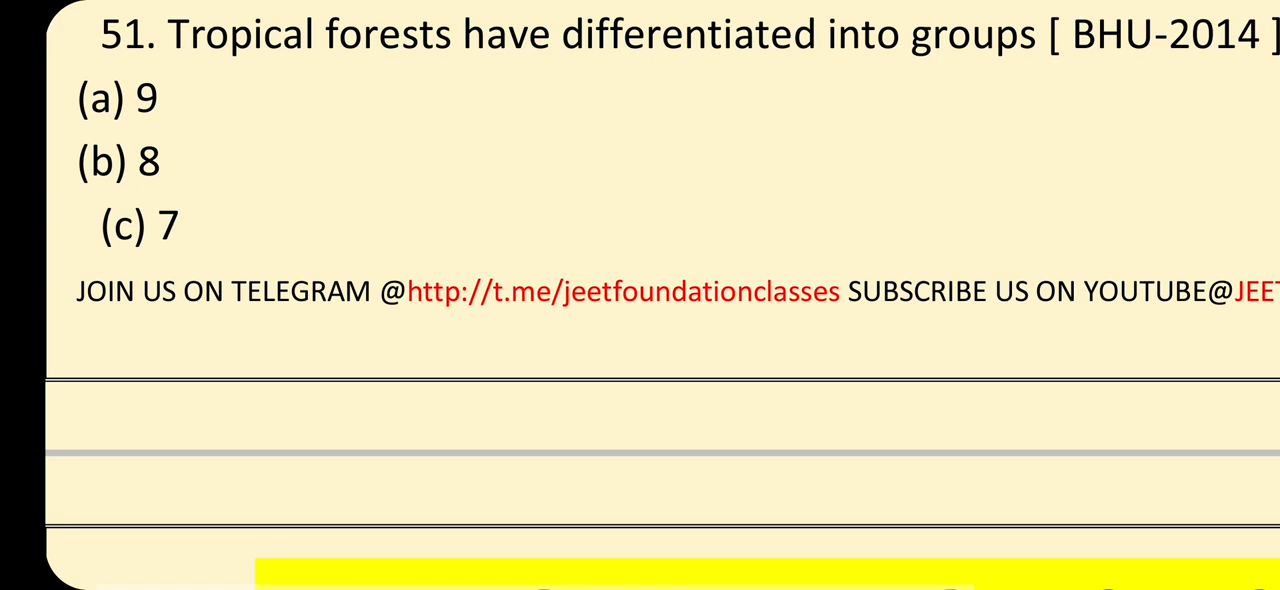 51. Tropical forests have differentiated into groups [ BHU-2014 ]
(a) 9
(b) 8
(c) 7
JOIN US ON TELEGRAM @http://t.me/jeetfoundationclasses SUBSCRIBE US ON YOUTUBE@JEET